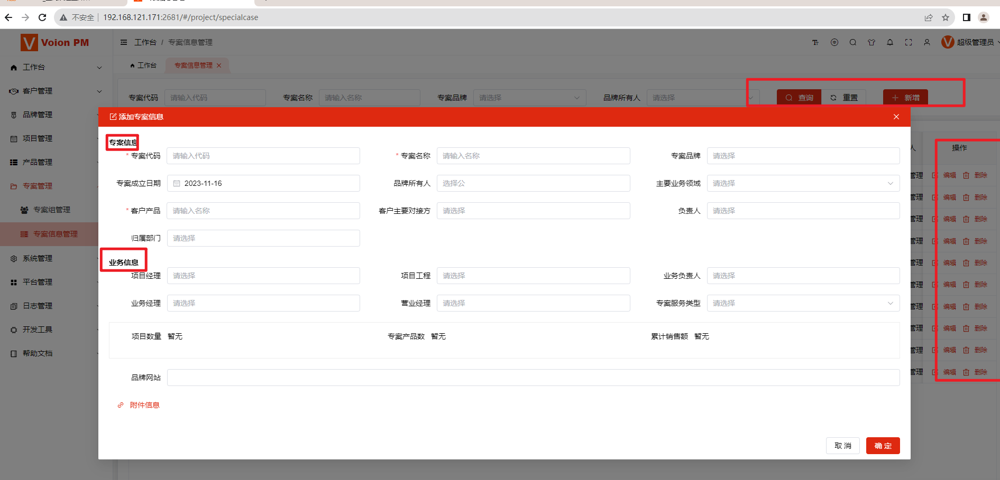 不安全 192.168.121.171:2681/#/project/specialcase
Voion PM
工作台 / 专案信息管理
超级管理员
工作台 专案信息管理
专案代码 请输入代码 专案名称 请输入名称 专案品牌 请选择 品牌所有人 请选择 查询 重置 新增
工作台
客户管理
品牌管理
项目管理
产品管理
专案管理
专案组管理
专案信息管理
系统管理
平台管理
日志管理
开发工具
帮助文档
添加专案信息
专案信息
* 专案代码 请输入代码 * 专案名称 请输入名称 专案品牌 请选择
专案成立日期 2023-11-16 品牌所有人 选择公 主要业务领域 请选择
* 客户产品 请输入名称 客户主要对接方 请选择 负责人 请选择
归属部门 请选择
业务信息
项目经理 请选择 项目工程 请选择 业务负责人 请选择
业务经理 请选择 营业经理 请选择 专案服务类型 请选择
项目数量 暂无 专案产品数 暂无 累计销售额 暂无
品牌网站
附件信息
取 消 确 定
人 操作
管理 编辑 删除
管理 编辑 删除
管理 编辑 删除
管理 编辑 删除
管理 编辑 删除
管理 编辑 删除
管理 编辑 删除
管理 编辑 删除
管理 编辑 删除
管理 编辑 删除